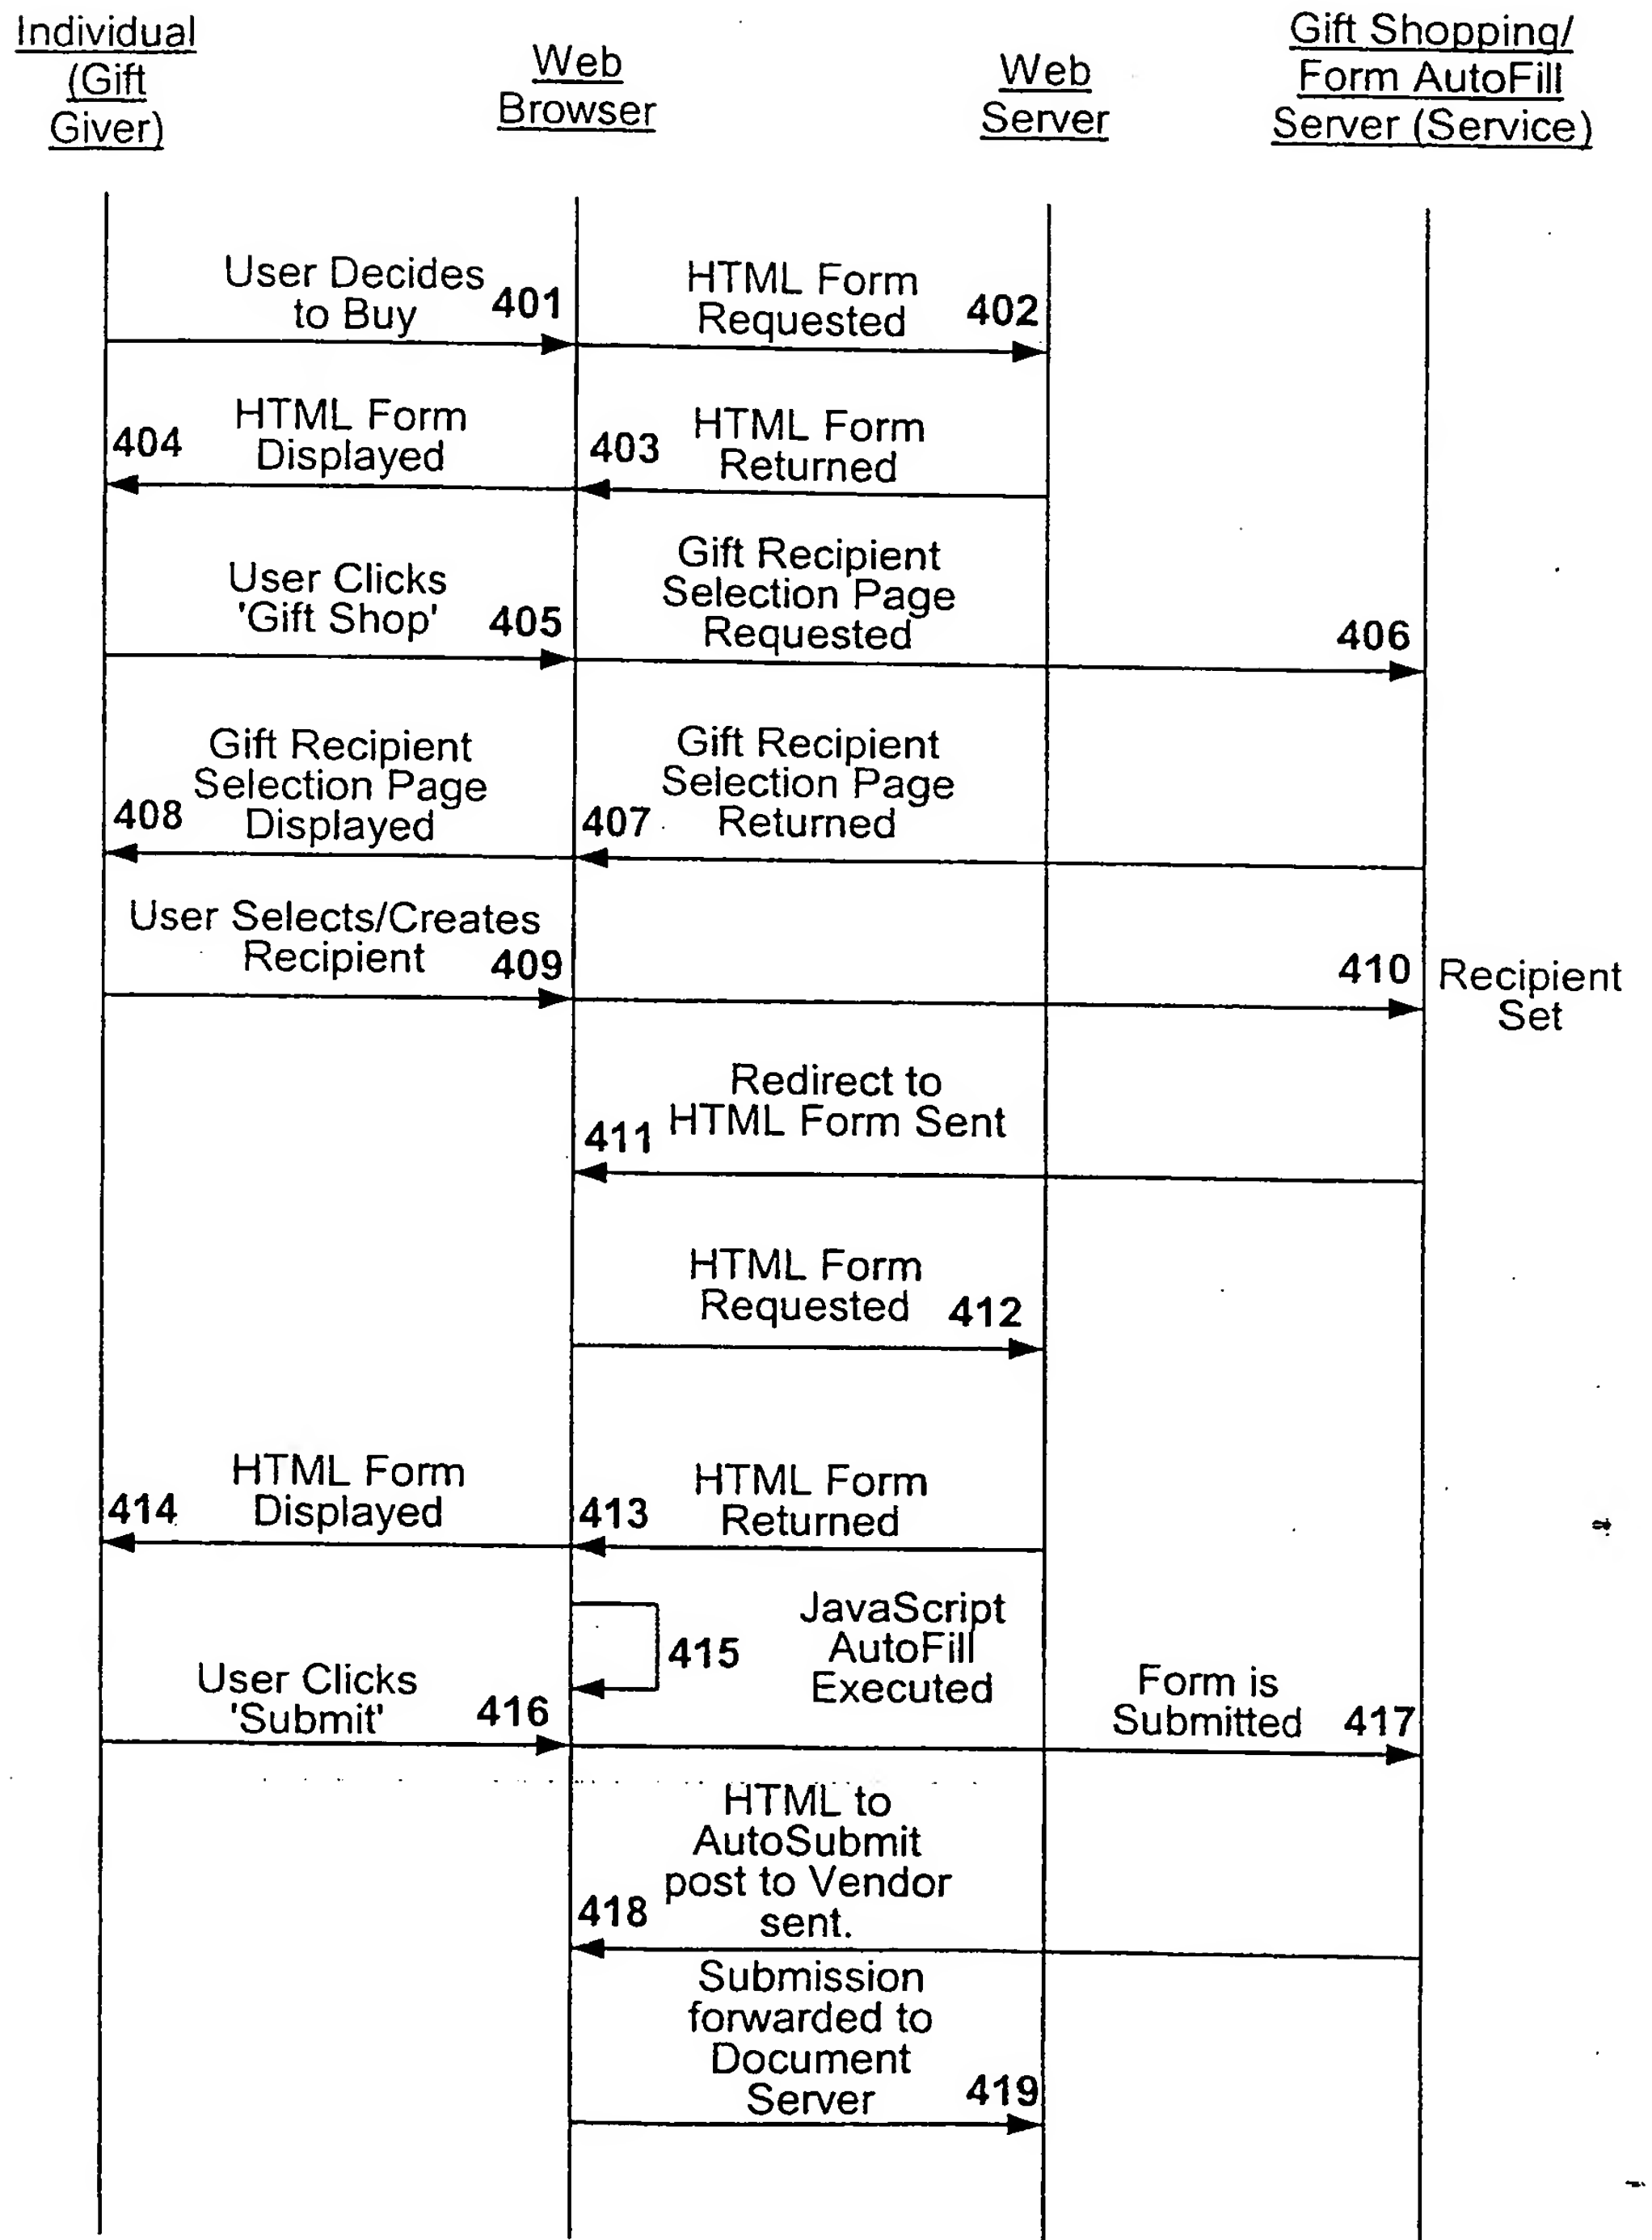 Individual
(Gift
Giver)
Web
Browser
Web
Server
Gift Shopping/
Form AutoFill
Server (Service)
User Decides
to Buy
401
HTML Form
Requested
402
HTML Form
Displayed
404
403
HTML Form
Returned
User Clicks
'Gift Shop'
405
Gift Recipient
Selection Page
Requested
406
Gift Recipient
Selection Page
Displayed
408
Gift Recipient
Selection Page
Returned
407
User Selects/Creates
Recipient
409
410
Recipient
Set
Redirect to
HTML Form Sent
411
HTML Form
Requested
412
HTML Form
Displayed
414
413
HTML Form
Returned
415
JavaScript
AutoFill
Executed
User Clicks
'Submit'
416
Form is
Submitted
417
HTML to
AutoSubmit
post to Vendor
sent.
418
Submission
forwarded to
Document
Server
419